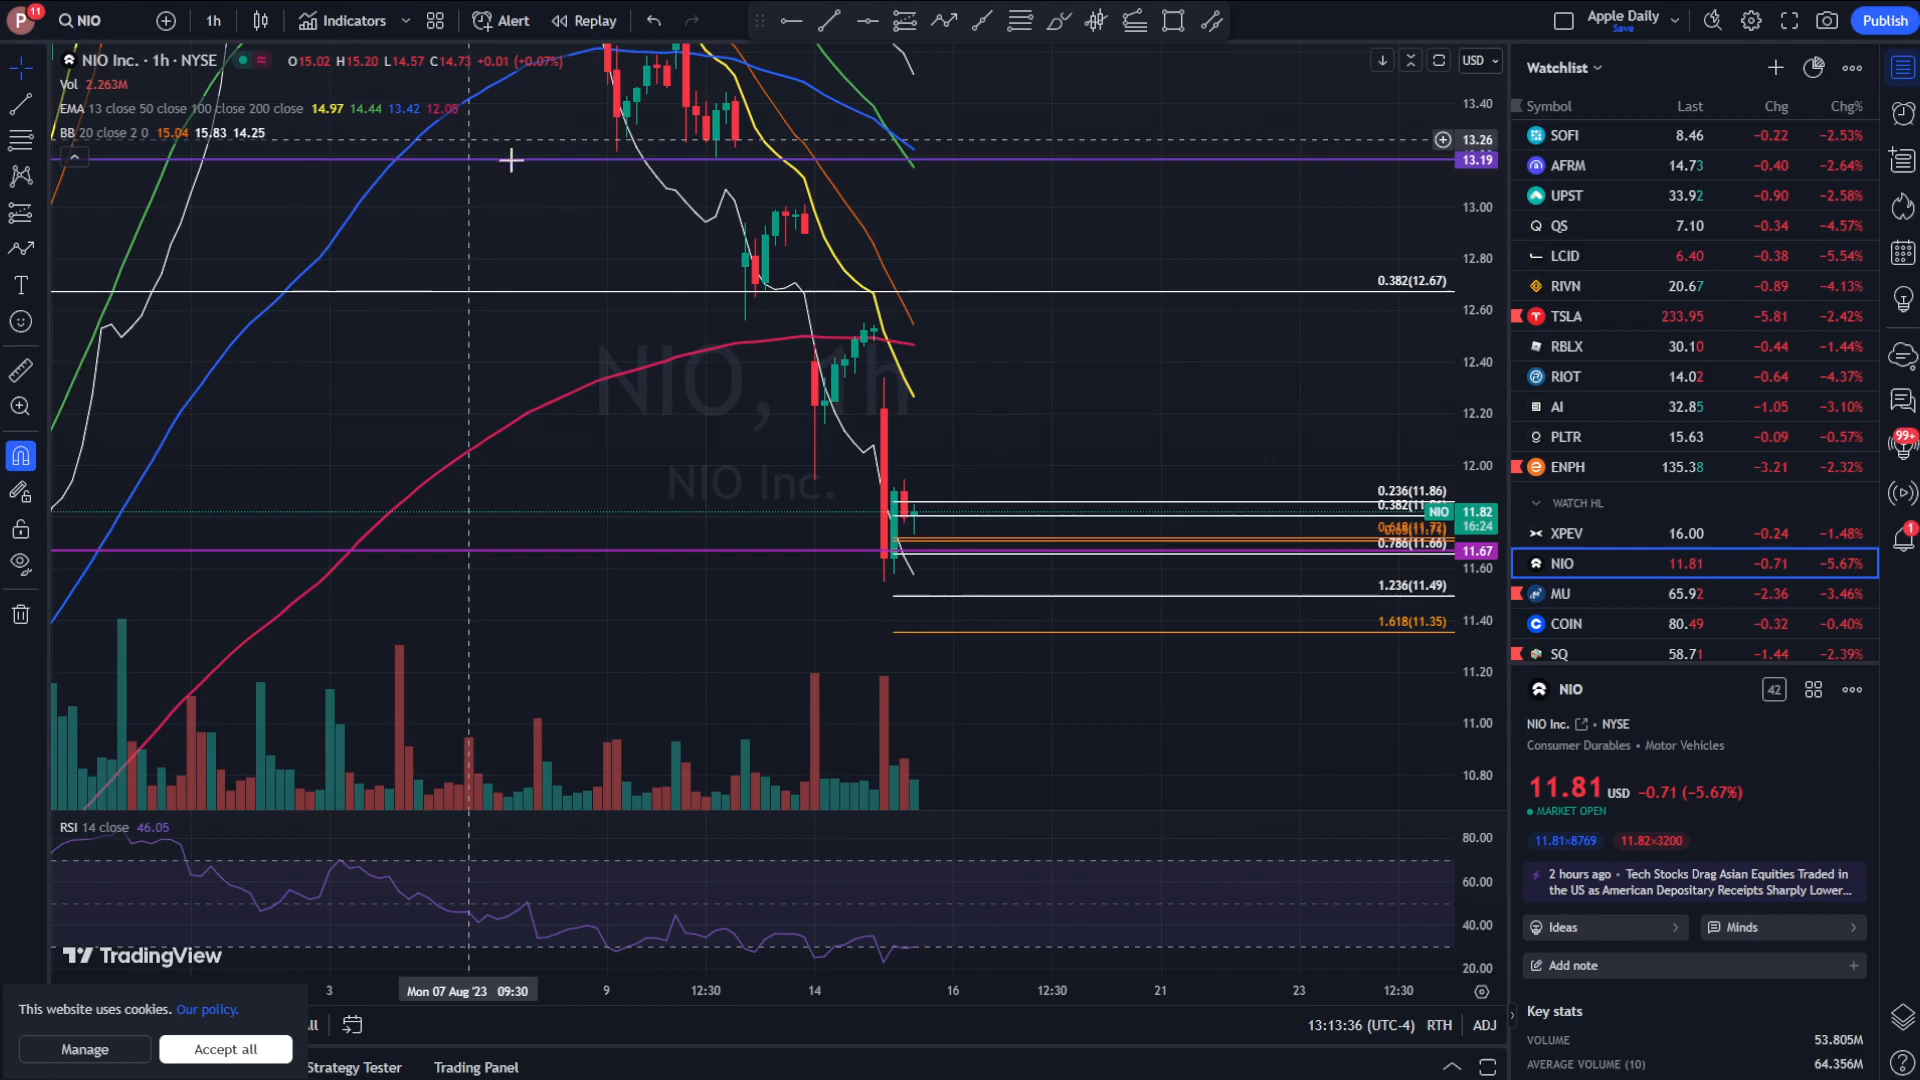 P 11 NIO 1h Indicators Alert Replay Apple Daily Save Publish
NIO Inc. · 1h · NYSE O15.02 H15.20 L14.57 C14.73 +0.01 (+0.07%) USD
Vol 2.263M
EMA 13 close 50 close 100 close 200 close 14.97 14.44 13.42 12.05
BB 20 close 2 0 15.04 15.83 14.25
NIO, 1h
NIO Inc.
13.40
13.26
13.19
13.00
12.80
0.382(12.67)
12.60
12.40
12.20
12.00
0.236(11.86)
NIO 11.82
16:24
0.786(11.66)
11.67
11.60
1.236(11.49)
11.40
1.618(11.35)
11.20
11.00
10.80
RSI 14 close 46.05
80.00
60.00
40.00
20.00
TradingView
3 Mon 07 Aug '23 09:30 9 12:30 14 16 12:30 21 23 12:30
This website uses cookies. Our policy.
Manage Accept all
13:13:36 (UTC-4) RTH ADJ
Strategy Tester Trading Panel
Watchlist
Symbol Last Chg Chg%
SOFI 8.46 −0.22 −2.53%
AFRM 14.73 −0.40 −2.64%
UPST 33.92 −0.90 −2.58%
QS 7.10 −0.34 −4.57%
LCID 6.40 −0.38 −5.54%
RIVN 20.67 −0.89 −4.13%
TSLA 233.95 −5.81 −2.42%
RBLX 30.10 −0.44 −1.44%
RIOT 14.02 −0.64 −4.37%
AI 32.85 −1.05 −3.10%
PLTR 15.63 −0.09 −0.57%
ENPH 135.38 −3.21 −2.32%
WATCH HL
XPEV 16.00 −0.24 −1.48%
NIO 11.81 −0.71 −5.67%
MU 65.92 −2.36 −3.46%
COIN 80.49 −0.32 −0.40%
SQ 58.71 −1.44 −2.39%
NIO 42
NIO Inc. • NYSE
Consumer Durables • Motor Vehicles
11.81 USD −0.71 (−5.67%)
MARKET OPEN
11.81×8769 11.82×3200
2 hours ago • Tech Stocks Drag Asian Equities Traded in
the US as American Depositary Receipts Sharply Lower...
Ideas Minds
Add note
Key stats
VOLUME 53.805M
AVERAGE VOLUME (10) 64.356M
99+
1